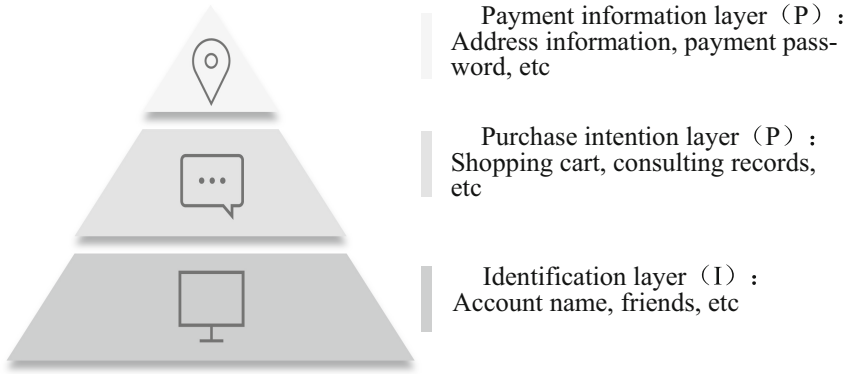 Payment information layer（P）：
Address information, payment pass-
word, etc
Purchase intention layer（P）：
Shopping cart, consulting records,
etc
Identification layer（I）：
Account name, friends, etc